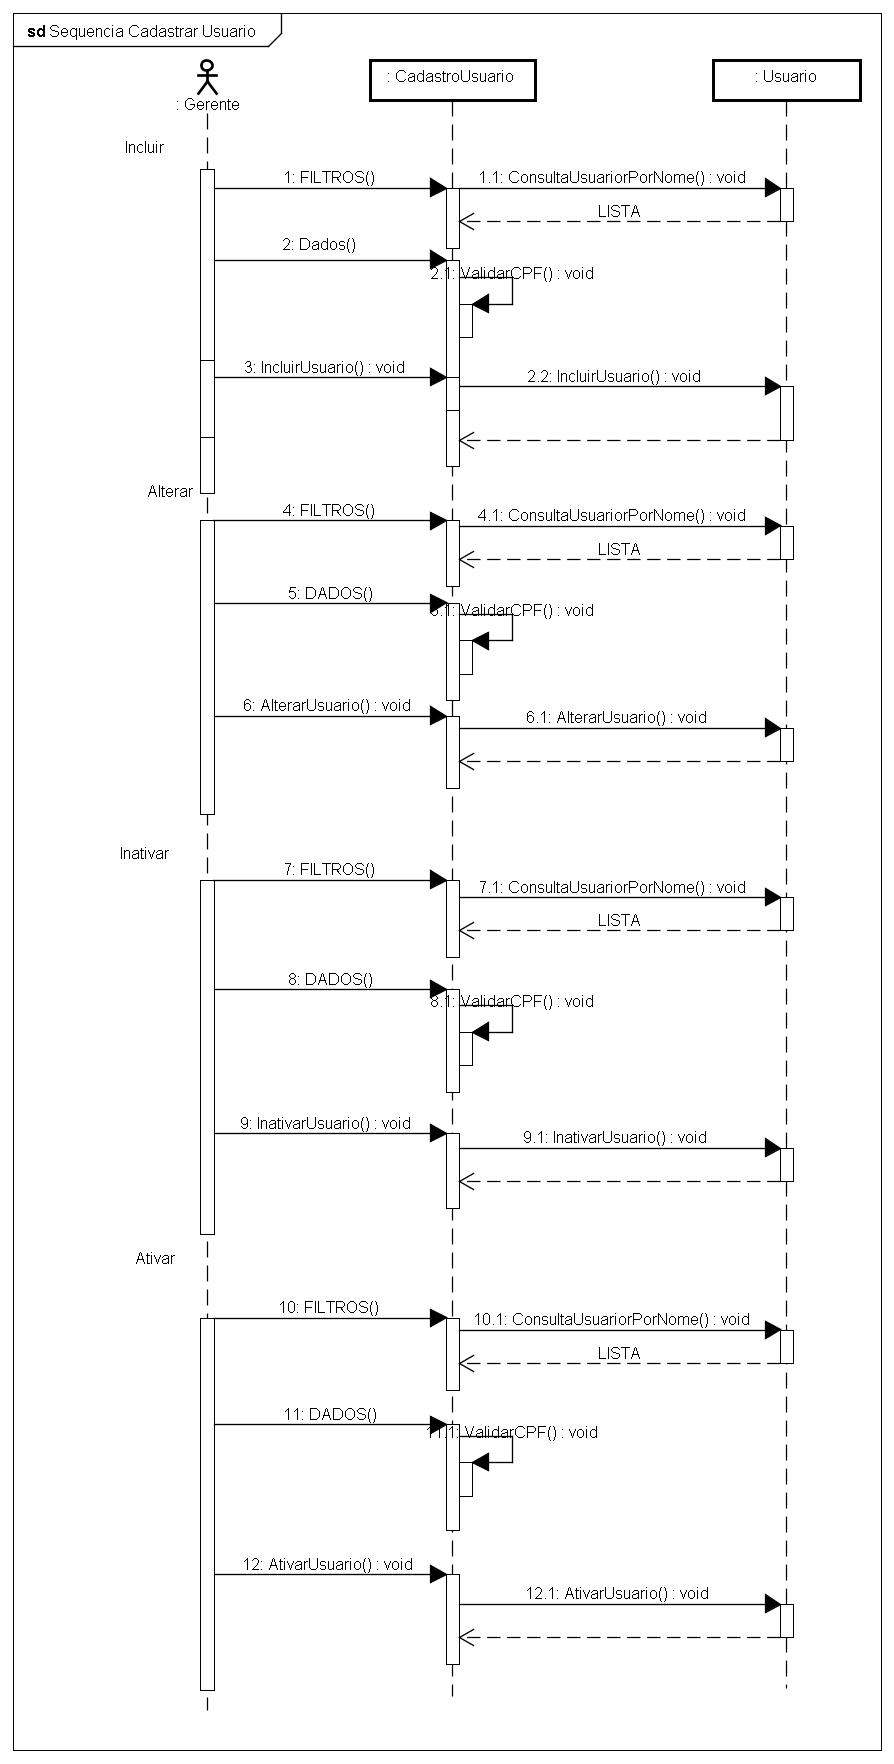 sd Sequencia Cadastrar Usuario
: Gerente
: CadastroUsuario
: Usuario
Incluir
1: FILTROS()
1.1: ConsultaUsuariorPorNome() : void
LISTA
2: Dados()
2.1: ValidarCPF() : void
3: IncluirUsuario() : void
2.2: IncluirUsuario() : void
Alterar
4: FILTROS()
4.1: ConsultaUsuariorPorNome() : void
LISTA
5: DADOS()
5.1: ValidarCPF() : void
6: AlterarUsuario() : void
6.1: AlterarUsuario() : void
Inativar
7: FILTROS()
7.1: ConsultaUsuariorPorNome() : void
LISTA
8: DADOS()
8.1: ValidarCPF() : void
9: InativarUsuario() : void
9.1: InativarUsuario() : void
Ativar
10: FILTROS()
10.1: ConsultaUsuariorPorNome() : void
LISTA
11: DADOS()
11.1: ValidarCPF() : void
12: AtivarUsuario() : void
12.1: AtivarUsuario() : void